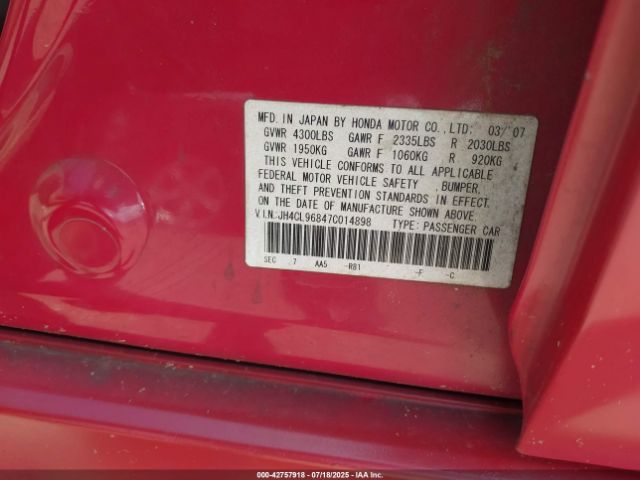 MFD. IN JAPAN BY HONDA MOTOR CO., LTD. 03/'07
GVWR 4300LBS GAWR F 2335LBS R 2030LBS
GVWR 1950KG GAWR F 1060KG R 920KG
THIS VEHICLE CONFORMS TO ALL APPLICABLE
FEDERAL MOTOR VEHICLE SAFETY ,BUMPER,
AND THEFT PREVENTION STANDARDS IN EFFECT
ON THE DATE OF MANUFACTURE SHOWN ABOVE.
V.I.N.:JH4CL96847C014898 TYPE: PASSENGER CAR
SEC 7 AA5 -R81 -F -C
000-42757918 - 07/18/2025 - IAA Inc.